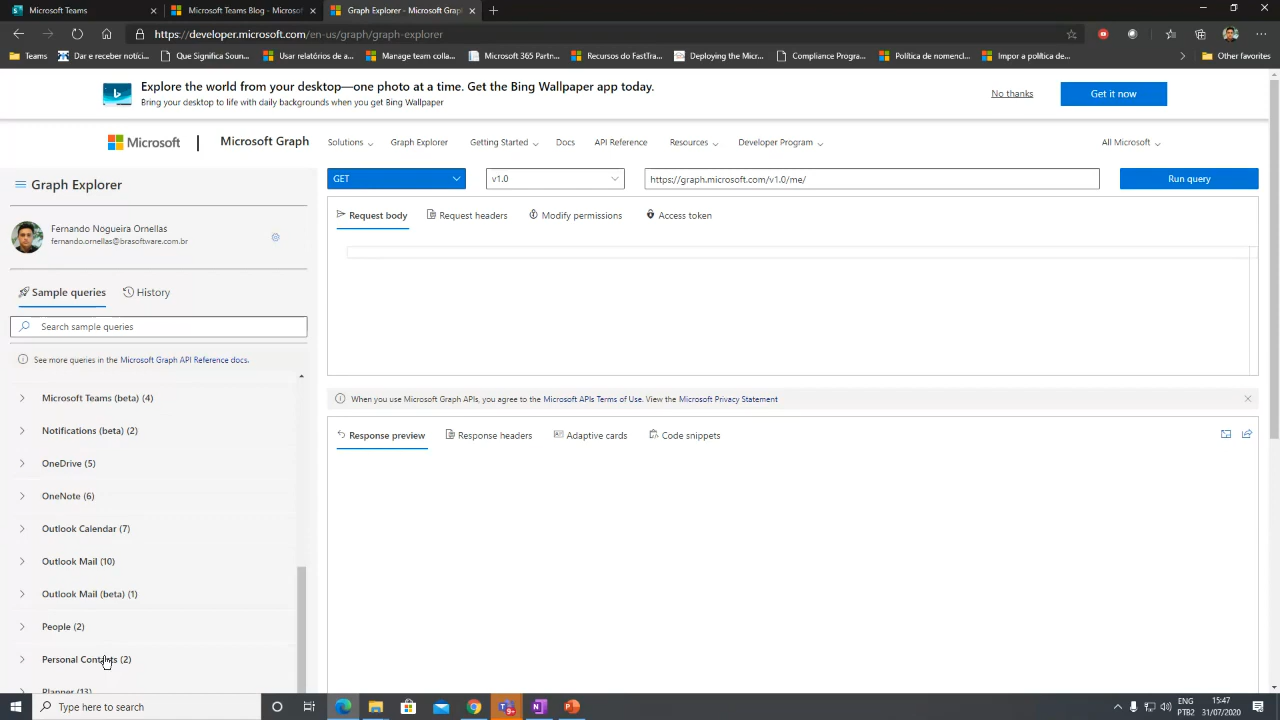 Microsoft Teams
Microsoft Teams Blog - Microsof
Graph Explorer - Microsoft Grap
https://developer.microsoft.com/en-us/graph/graph-explorer
Teams
Dar e receber notíci...
Que Significa Soun...
Usar relatórios de a...
Manage team colla...
Microsoft 365 Partn...
Recursos do FastTra...
Deploying the Micr...
Compliance Progra...
Política de nomencl...
Impor a política de...
Other favorites
Explore the world from your desktop—one photo at a time. Get the Bing Wallpaper app today.
Bring your desktop to life with daily backgrounds when you get Bing Wallpaper
No thanks
Get it now
Microsoft
Microsoft Graph
Solutions
Graph Explorer
Getting Started
Docs
API Reference
Resources
Developer Program
All Microsoft
Graph Explorer
GET
v1.0
https://graph.microsoft.com/v1.0/me/
Run query
Fernando Nogueira Ornellas
fernando.ornellas@brasoftware.com.br
Request body
Request headers
Modify permissions
Access token
Sample queries
History
Search sample queries
See more queries in the Microsoft Graph API Reference docs.
Microsoft Teams (beta) (4)
Notifications (beta) (2)
OneDrive (5)
OneNote (6)
Outlook Calendar (7)
Outlook Mail (10)
Outlook Mail (beta) (1)
People (2)
Personal Contacts (2)
Planner (13)
When you use Microsoft Graph APIs, you agree to the Microsoft APIs Terms of Use. View the Microsoft Privacy Statement
Response preview
Response headers
Adaptive cards
Code snippets
Type here to search
ENG
PTB2
15:47
31/07/2020